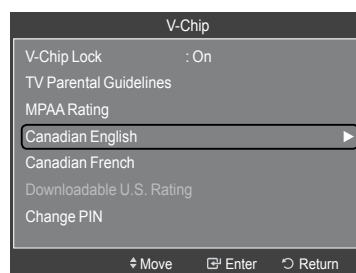 V-Chip
V-Chip Lock : On
TV Parental Guidelines
MPAA Rating
Canadian English
Canadian French
Downloadable U.S. Rating
Change PIN
Move Enter Return